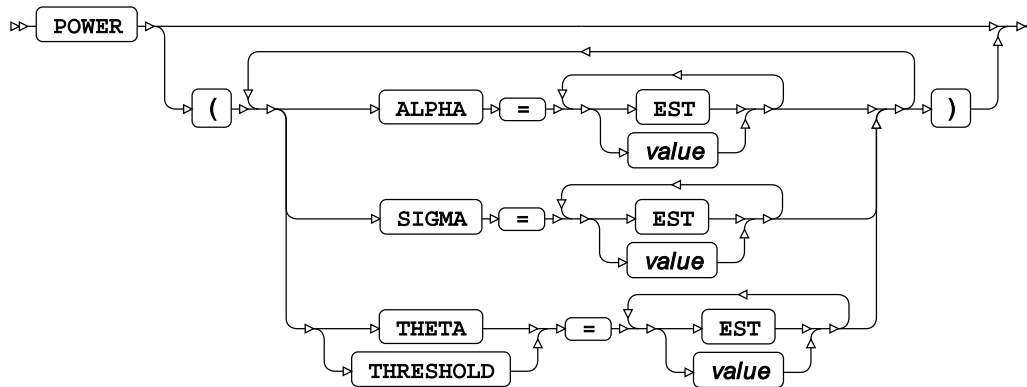 POWER
( ALPHA = EST )
value
SIGMA = EST
value
THETA = EST
THRESHOLD value